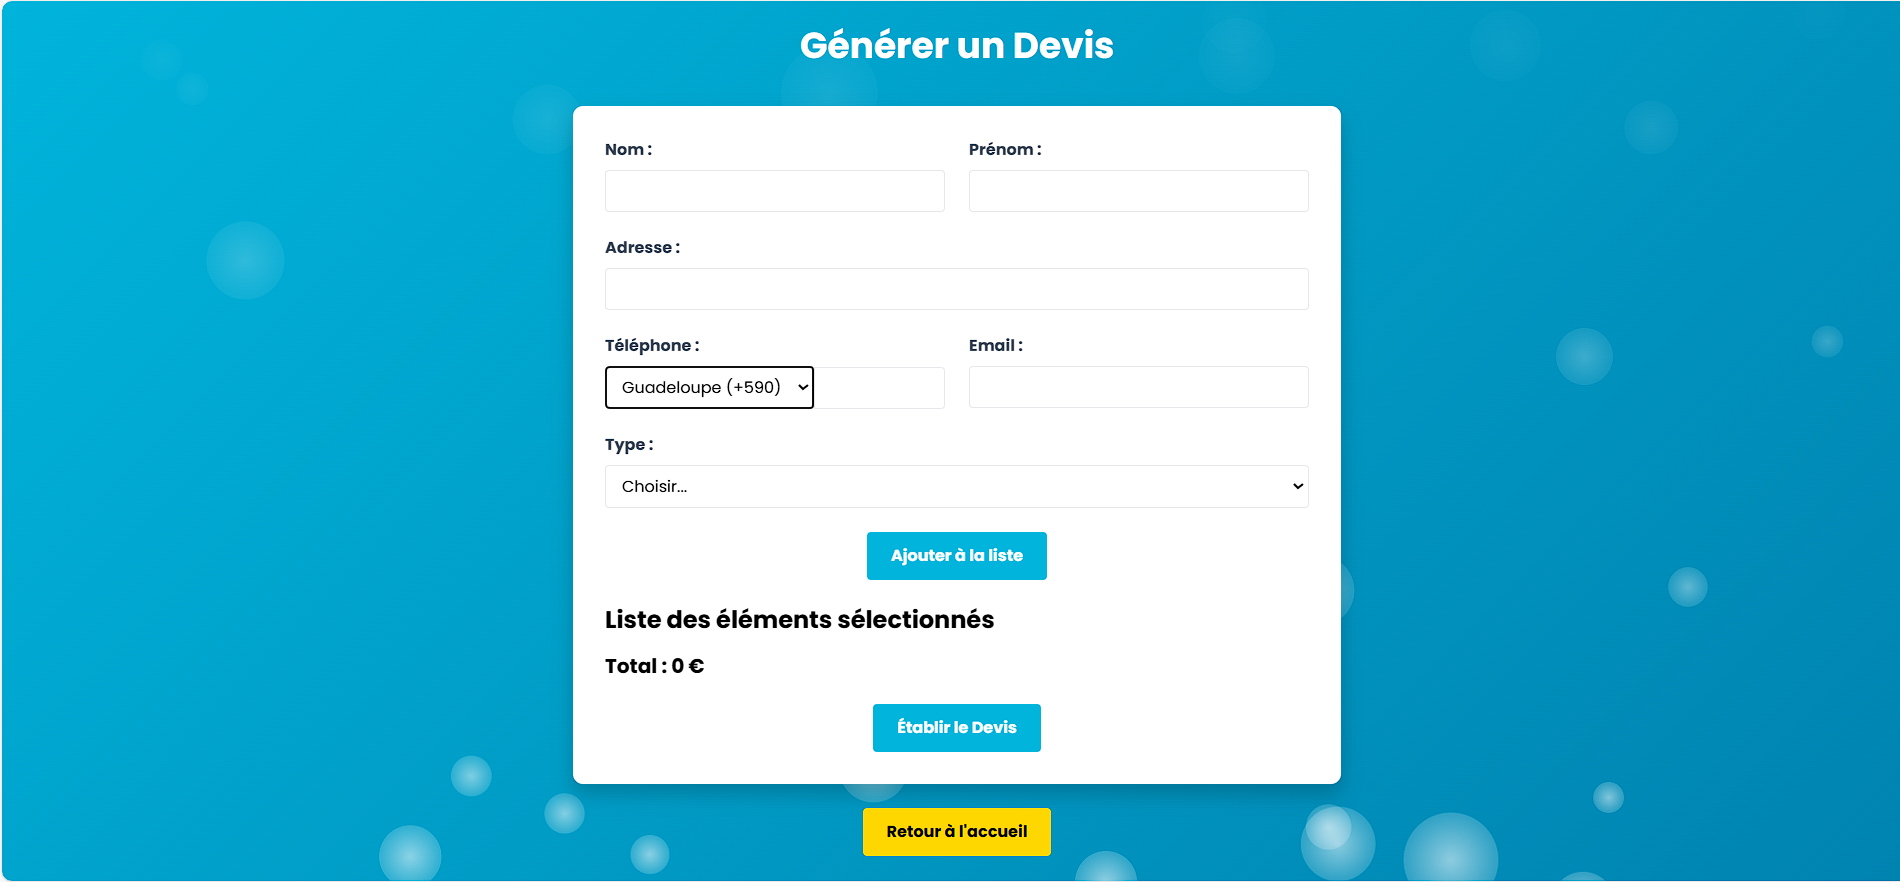 Générer un Devis
Nom :
Prénom :
Adresse :
Téléphone :
Email :
Guadeloupe (+590)
Type :
Choisir...
Ajouter à la liste
Liste des éléments sélectionnés
Total : 0 €
Établir le Devis
Retour à l'accueil